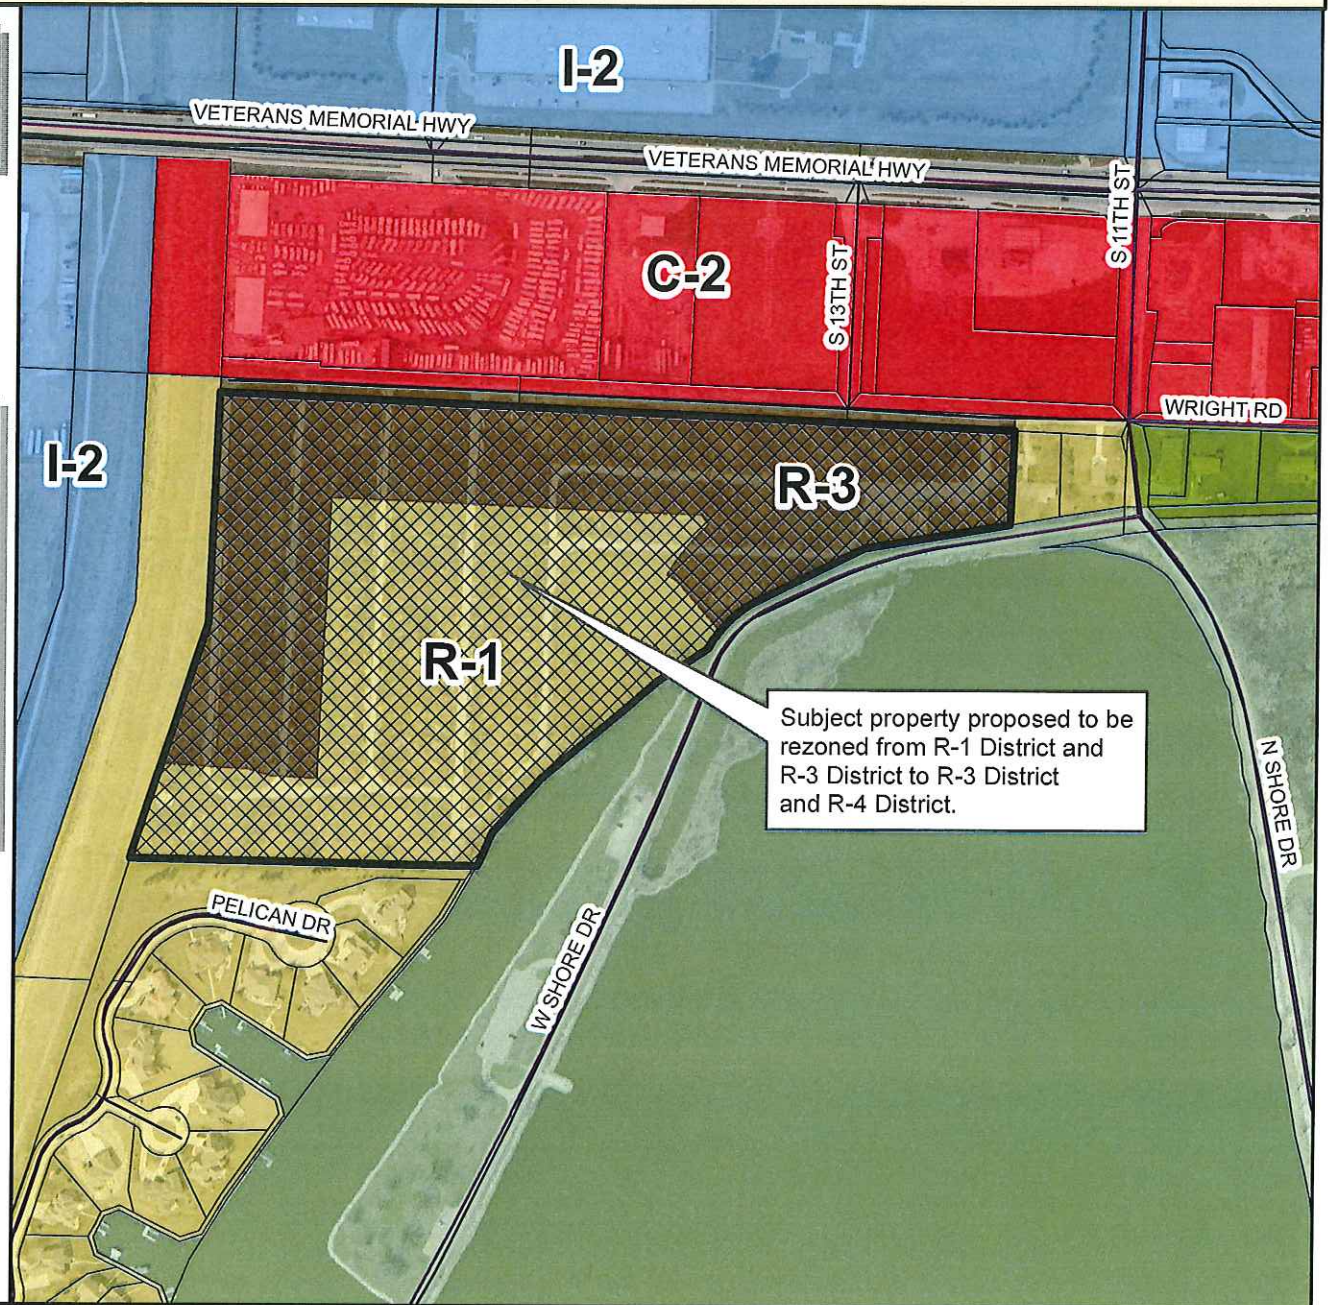 I-2
VETERANS MEMORIAL HWY
VETERANS MEMORIAL HWY
S 11TH ST
C-2
S 13TH ST
WRIGHT RD
I-2
R-3
R-1
Subject property proposed to be
rezoned from R-1 District and
R-3 District to R-3 District
and R-4 District.
N SHORE DR
PELICAN DR
W SHORE DR